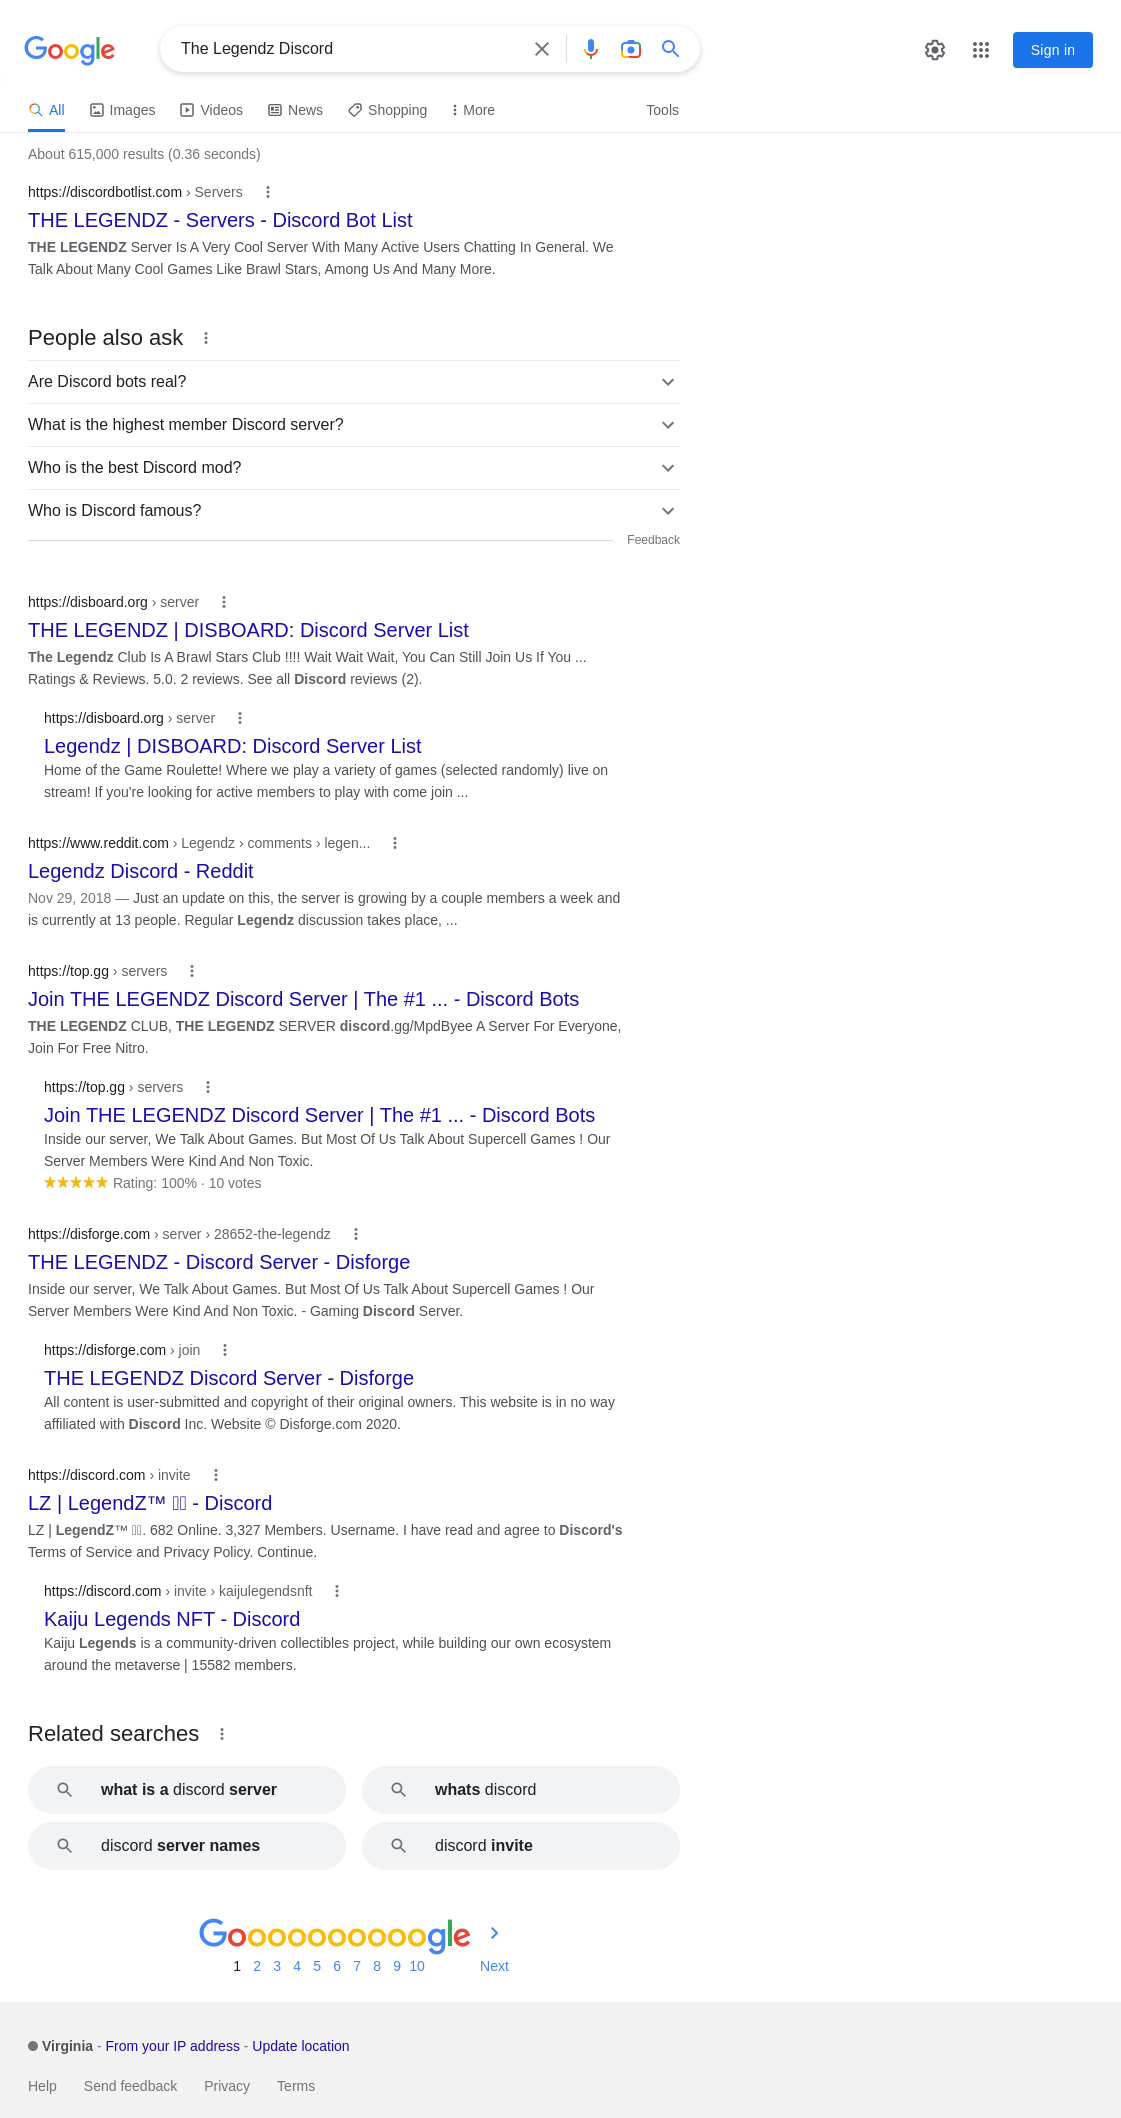 Google
The Legendz Discord
Sign in
All Images Videos News Shopping More Tools
About 615,000 results (0.36 seconds)
https://discordbotlist.com › Servers
THE LEGENDZ - Servers - Discord Bot List
THE LEGENDZ Server Is A Very Cool Server With Many Active Users Chatting In General. We
Talk About Many Cool Games Like Brawl Stars, Among Us And Many More.
People also ask
Are Discord bots real?
What is the highest member Discord server?
Who is the best Discord mod?
Who is Discord famous?
Feedback
https://disboard.org › server
THE LEGENDZ | DISBOARD: Discord Server List
The Legendz Club Is A Brawl Stars Club !!!! Wait Wait Wait, You Can Still Join Us If You ...
Ratings & Reviews. 5.0. 2 reviews. See all Discord reviews (2).
https://disboard.org › server
Legendz | DISBOARD: Discord Server List
Home of the Game Roulette! Where we play a variety of games (selected randomly) live on
stream! If you're looking for active members to play with come join ...
https://www.reddit.com › Legendz › comments › legen...
Legendz Discord - Reddit
Nov 29, 2018 — Just an update on this, the server is growing by a couple members a week and
is currently at 13 people. Regular Legendz discussion takes place, ...
https://top.gg › servers
Join THE LEGENDZ Discord Server | The #1 ... - Discord Bots
THE LEGENDZ CLUB, THE LEGENDZ SERVER discord.gg/MpdByee A Server For Everyone,
Join For Free Nitro.
https://top.gg › servers
Join THE LEGENDZ Discord Server | The #1 ... - Discord Bots
Inside our server, We Talk About Games. But Most Of Us Talk About Supercell Games ! Our
Server Members Were Kind And Non Toxic.
Rating: 100% · 10 votes
https://disforge.com › server › 28652-the-legendz
THE LEGENDZ - Discord Server - Disforge
Inside our server, We Talk About Games. But Most Of Us Talk About Supercell Games ! Our
Server Members Were Kind And Non Toxic. - Gaming Discord Server.
https://disforge.com › join
THE LEGENDZ Discord Server - Disforge
All content is user-submitted and copyright of their original owners. This website is in no way
affiliated with Discord Inc. Website © Disforge.com 2020.
https://discord.com › invite
LZ | LegendZ™ - Discord
LZ | LegendZ™ . 682 Online. 3,327 Members. Username. I have read and agree to Discord's
Terms of Service and Privacy Policy. Continue.
https://discord.com › invite › kaijulegendsnft
Kaiju Legends NFT - Discord
Kaiju Legends is a community-driven collectibles project, while building our own ecosystem
around the metaverse | 15582 members.
Related searches
what is a discord server
whats discord
discord server names
discord invite
Goooooooooogle
1 2 3 4 5 6 7 8 9 10 Next
Virginia - From your IP address - Update location
Help Send feedback Privacy Terms